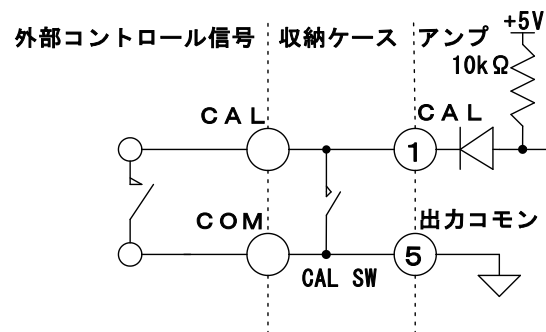 +5V
外部コントロール信号 収納ケース アンプ
10kΩ
CAL CAL
1
COM 出力コモン
5
CAL SW